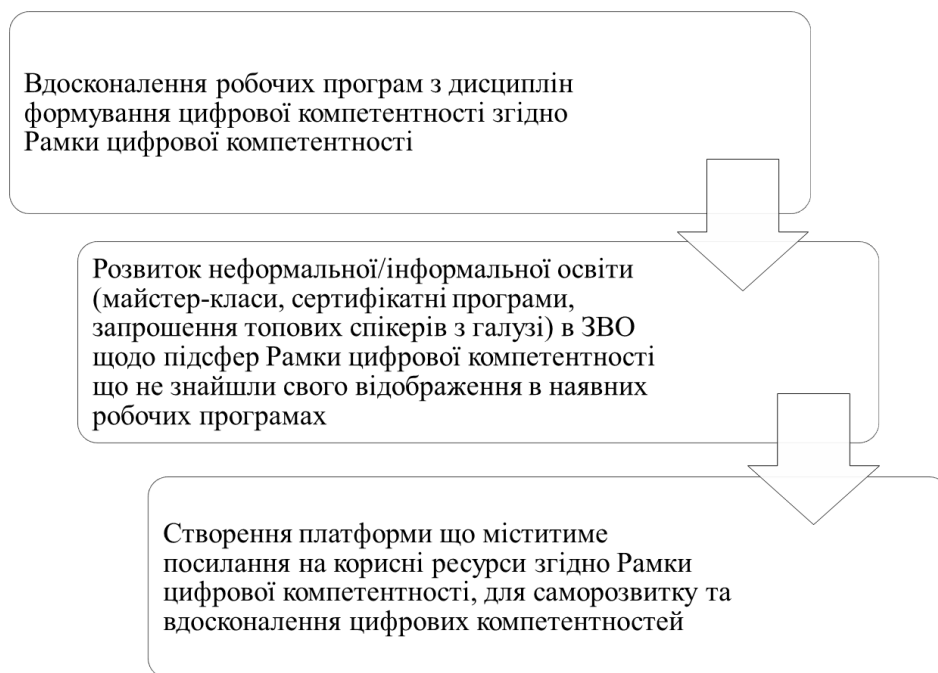 Вдосконалення робочих програм з дисциплін
формування цифрової компетентності згідно
Рамки цифрової компетентності
Розвиток неформальної/інформальної освіти
(майстер-класи, сертифікатні програми,
запрошення топових спікерів з галузі) в ЗВО
щодо підсфер Рамки цифрової компетентності
що не знайшли свого відображення в наявних
робочих програмах
Створення платформи що міститиме
посилання на корисні ресурси згідно Рамки
цифрової компетентності, для саморозвитку та
вдосконалення цифрових компетентностей